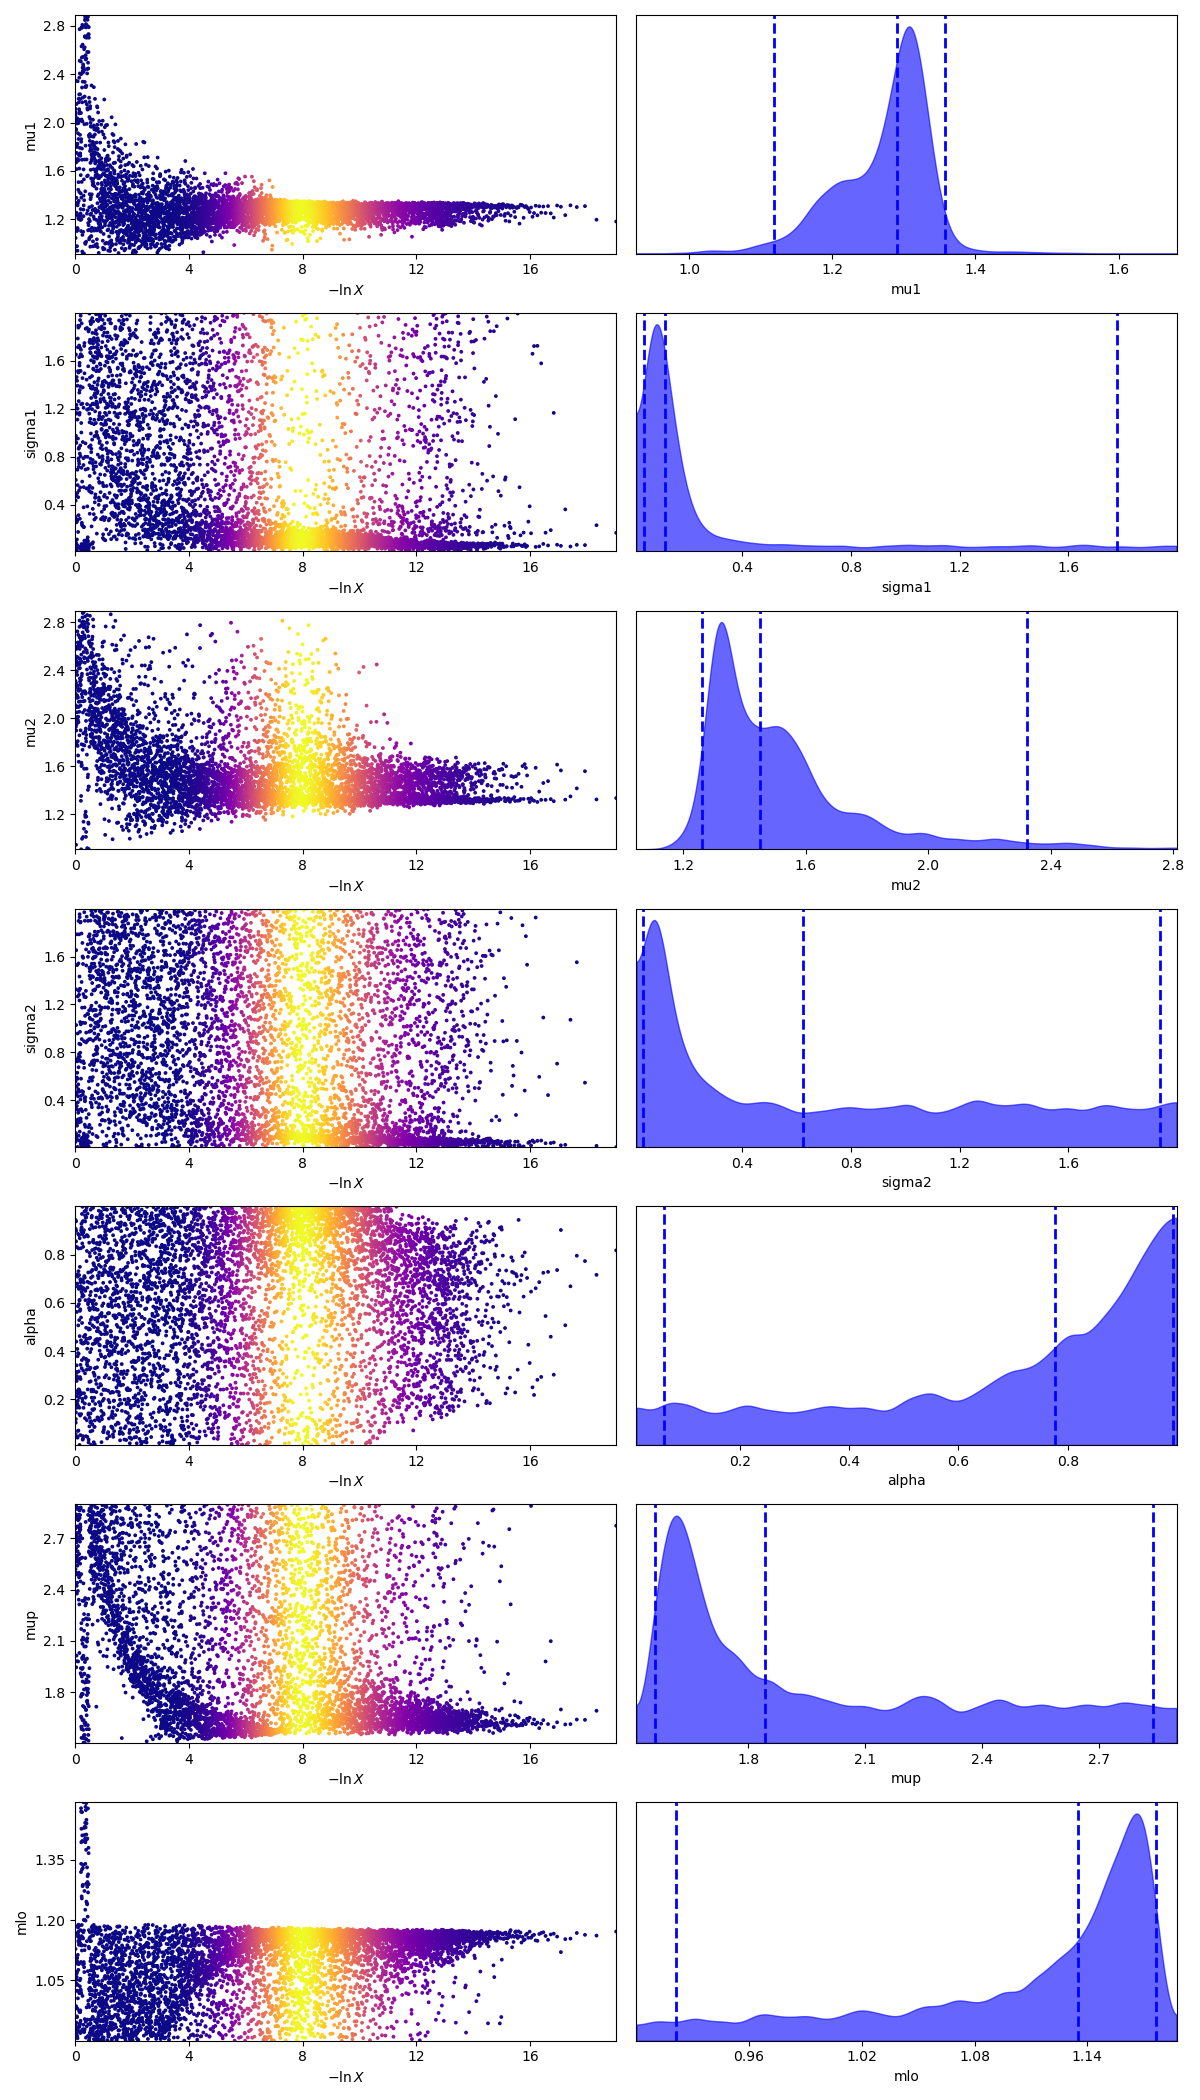 2.8
2.4
2.0
1.6
1.2
mu1
0 4 8 12 16
−ln X
1.0 1.2 1.4 1.6
mu1
1.6
1.2
0.8
0.4
sigma1
0 4 8 12 16
−ln X
0.4 0.8 1.2 1.6
sigma1
2.8
2.4
2.0
1.6
1.2
mu2
0 4 8 12 16
−ln X
1.2 1.6 2.0 2.4 2.8
mu2
1.6
1.2
0.8
0.4
sigma2
0 4 8 12 16
−ln X
0.4 0.8 1.2 1.6
sigma2
0.8
0.6
0.4
0.2
alpha
0 4 8 12 16
−ln X
0.2 0.4 0.6 0.8
alpha
2.7
2.4
2.1
1.8
mup
0 4 8 12 16
−ln X
1.8 2.1 2.4 2.7
mup
1.35
1.20
1.05
mlo
0 4 8 12 16
−ln X
0.96 1.02 1.08 1.14
mlo